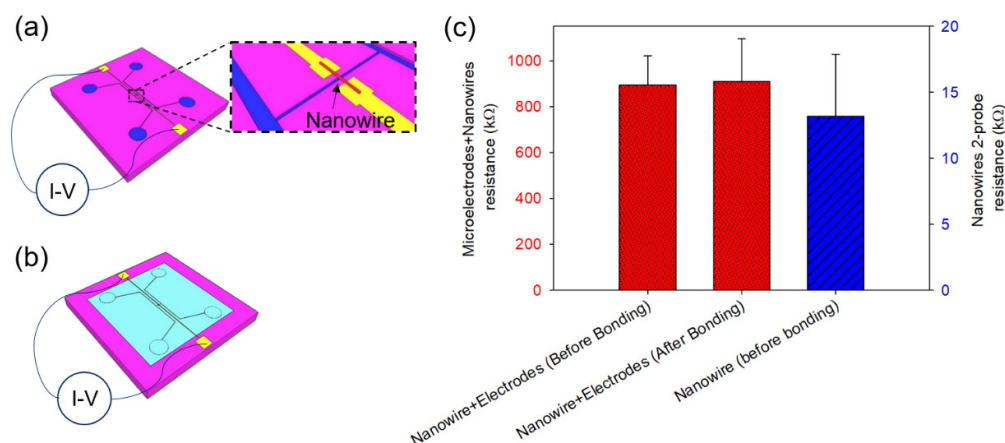 (a)
Nanowire
I-V
(b)
I-V
(c)
Microelectrodes+Nanowires
resistance (kΩ)
1000
800
600
400
200
0
20
15
10
5
0
Nanowires 2-probe
resistance (kΩ)
Nanowire+Electrodes (Before Bonding)
Nanowire+Electrodes (After Bonding)
Nanowire (before bonding)